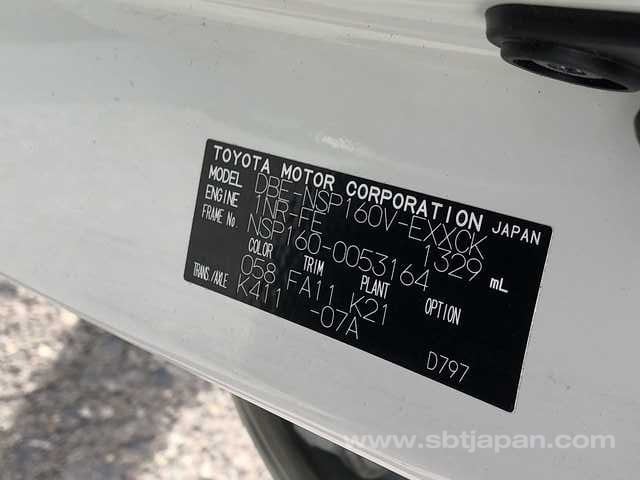 TOYOTA MOTOR CORPORATION JAPAN
MODEL DBE-NSP160V-EXXCK
ENGINE 1NR-FE 1329 mL
FRAME No. NSP160-0053164
COLOR TRIM PLANT OPTION
058 FA11 K21
TRANS/AXLE K411 -07A
D797
www.sbtjapan.com